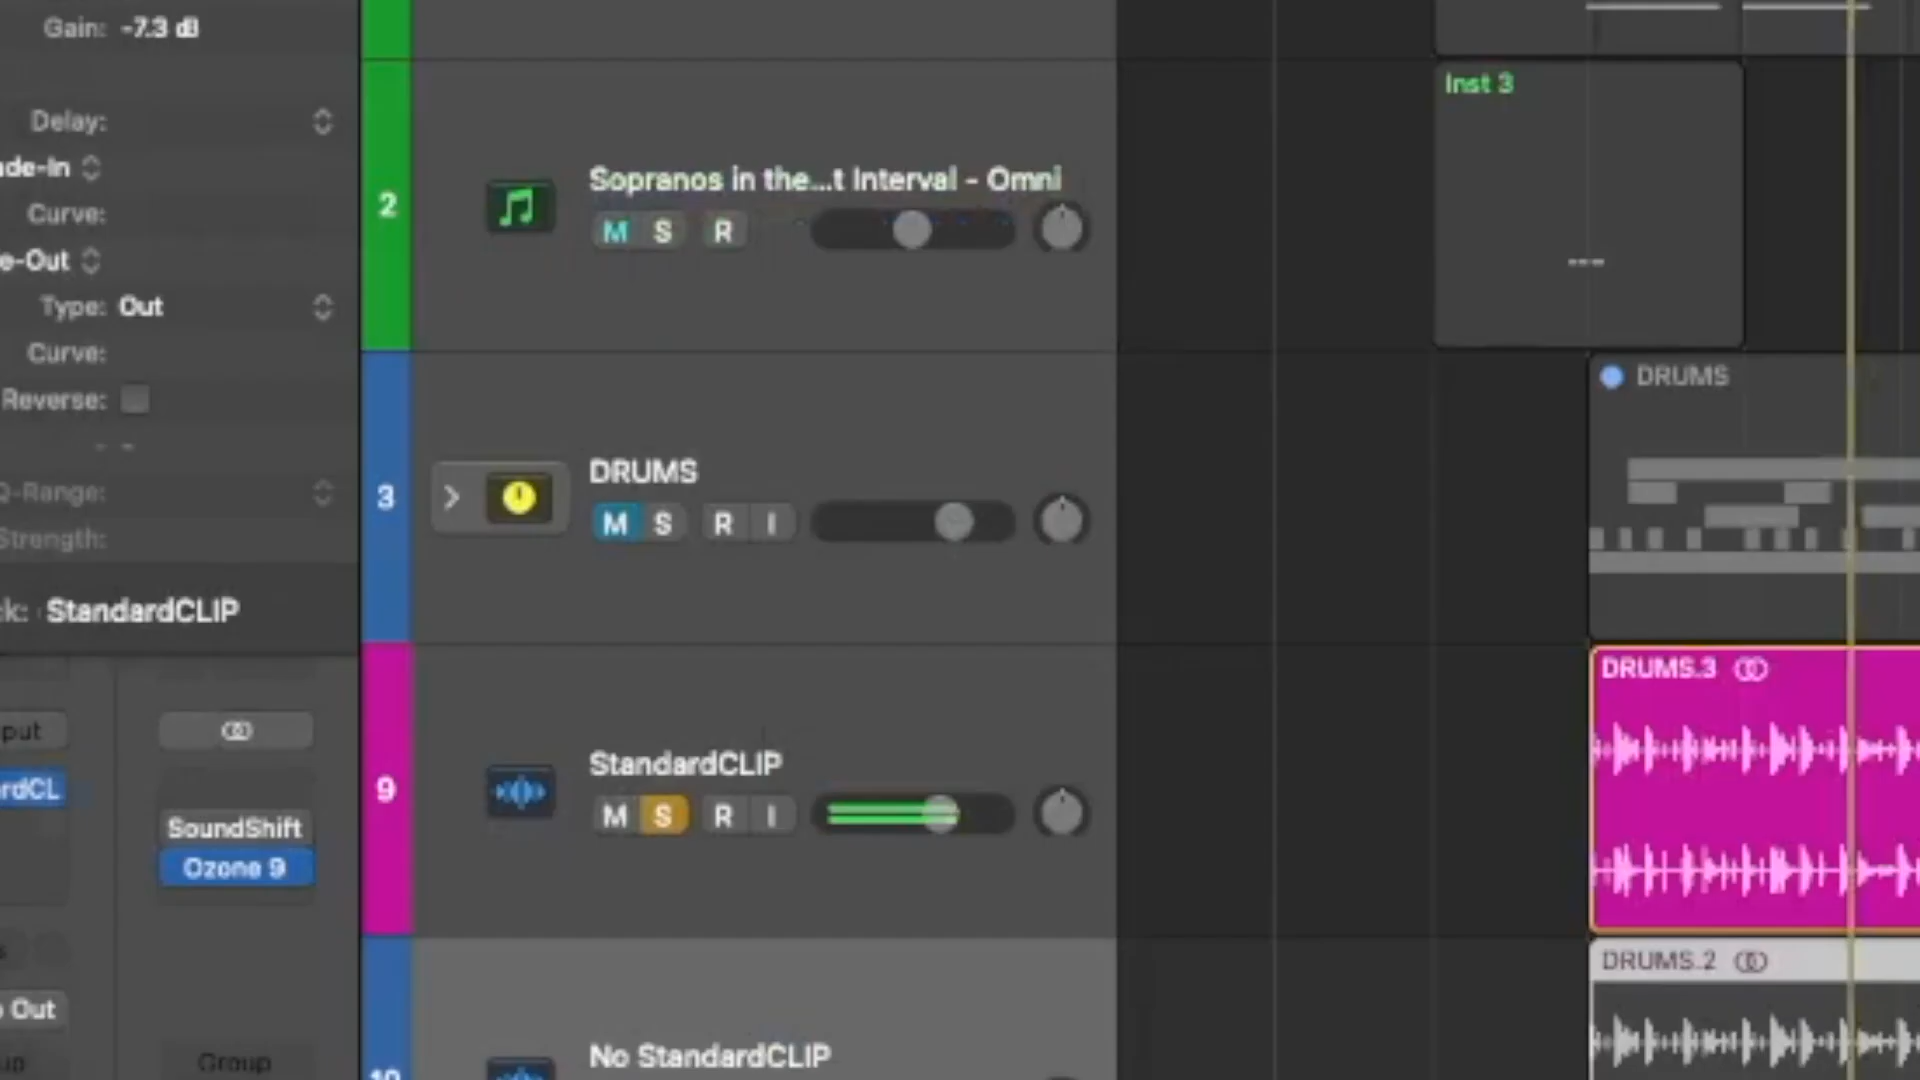 Gain: -7.3 dB
Delay:
de-In
Curve:
e-Out
Type: Out
Curve:
Reverse:
- -
Q-Range:
Strength:
k: StandardCLIP
put
rdCL
SoundShift
Ozone 9
Out
Group
Inst 3
2
Sopranos in the...t Interval - Omni
M S R
3
DRUMS
M S R I
DRUMS
9
StandardCLIP
M S R I
DRUMS.3
10
No StandardCLIP
DRUMS.2